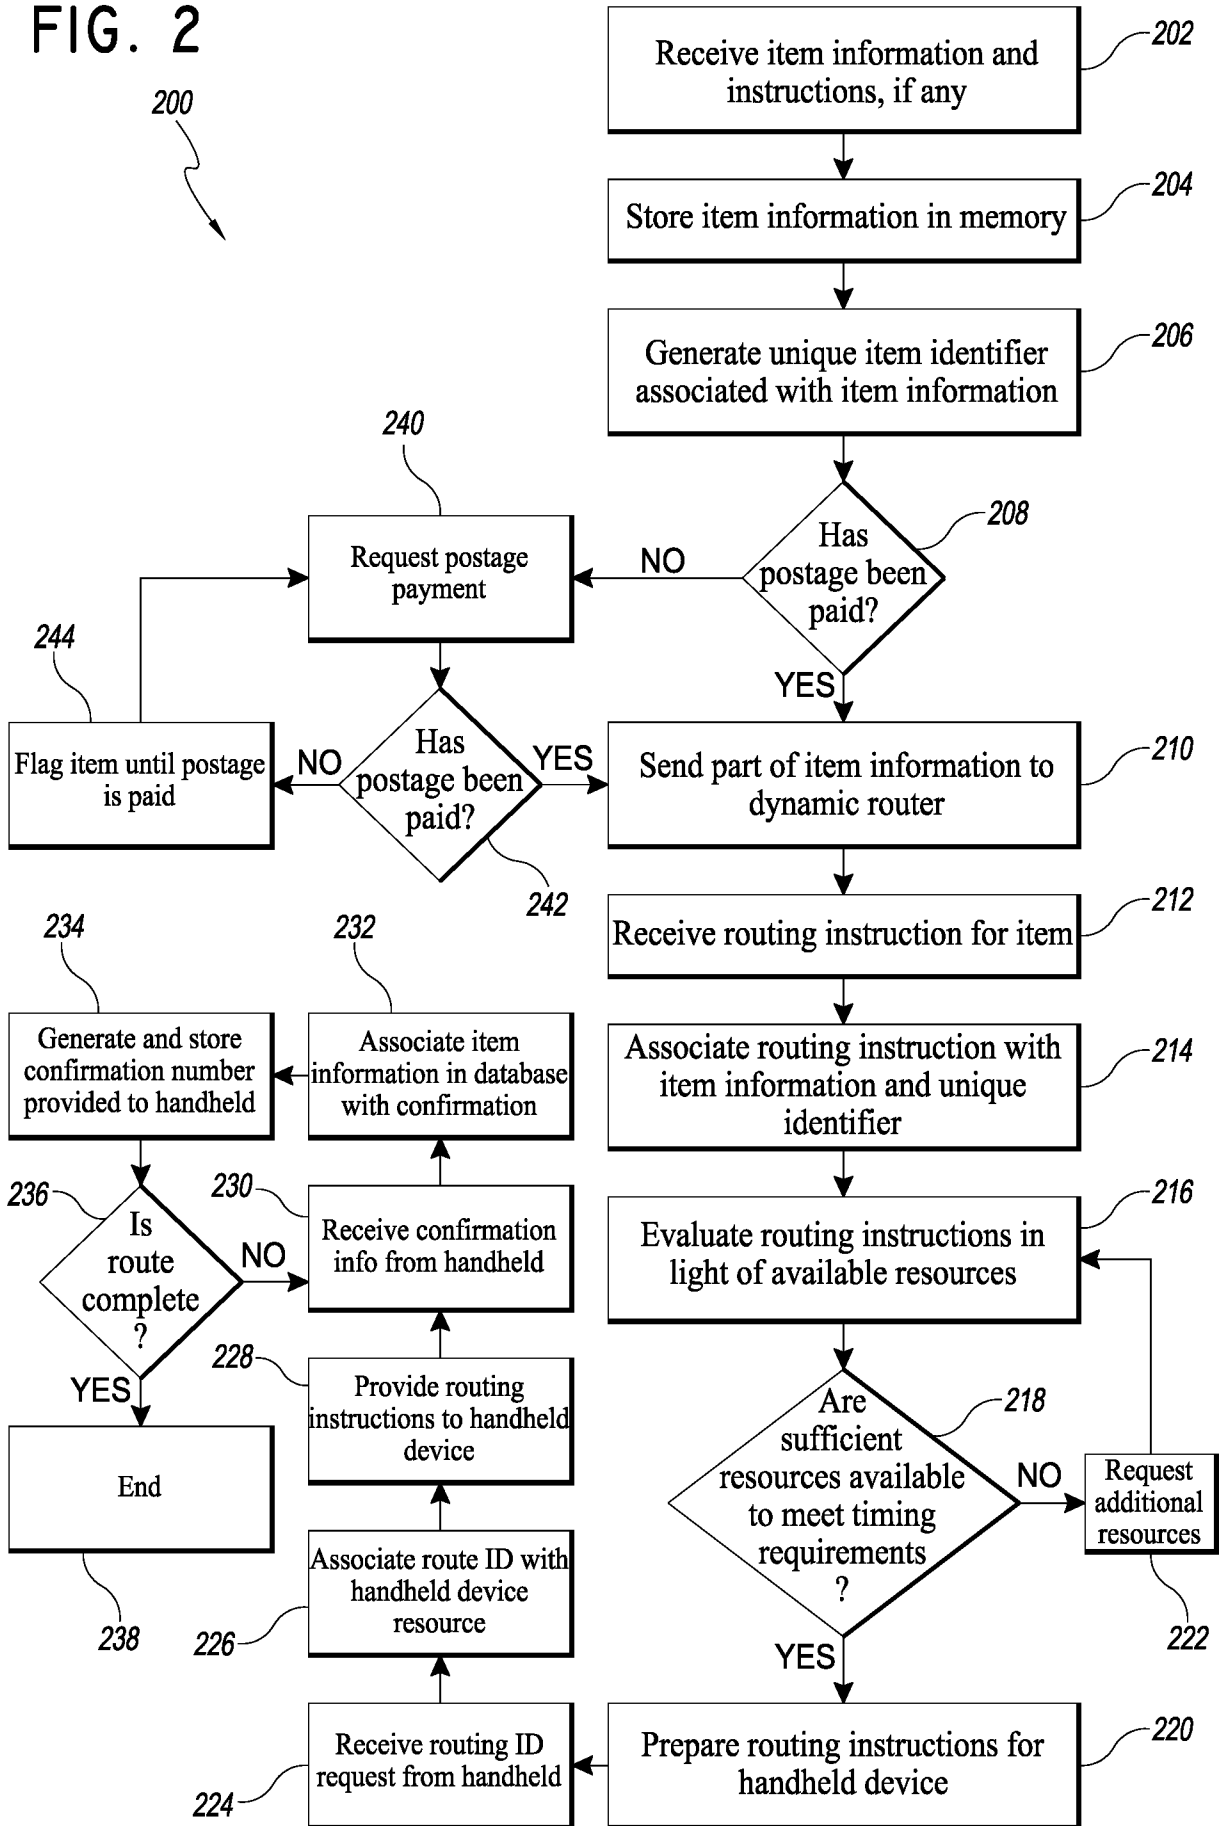 FIG. 2
200
202
Receive item information and
instructions, if any
204
Store item information in memory
206
Generate unique item identifier
associated with item information
208
Has
postage been
paid?
NO
YES
240
Request postage
payment
242
Has
postage been
paid?
NO
YES
244
Flag item until postage
is paid
210
Send part of item information to
dynamic router
212
Receive routing instruction for item
214
Associate routing instruction with
item information and unique
identifier
216
Evaluate routing instructions in
light of available resources
218
Are
sufficient
resources available
to meet timing
requirements
?
NO
YES
222
Request
additional
resources
220
Prepare routing instructions for
handheld device
224
Receive routing ID
request from handheld
226
Associate route ID with
handheld device
resource
228
Provide routing
instructions to handheld
device
230
Receive confirmation
info from handheld
232
Associate item
information in database
with confirmation
234
Generate and store
confirmation number
provided to handheld
236
Is
route
complete
?
NO
YES
End
238